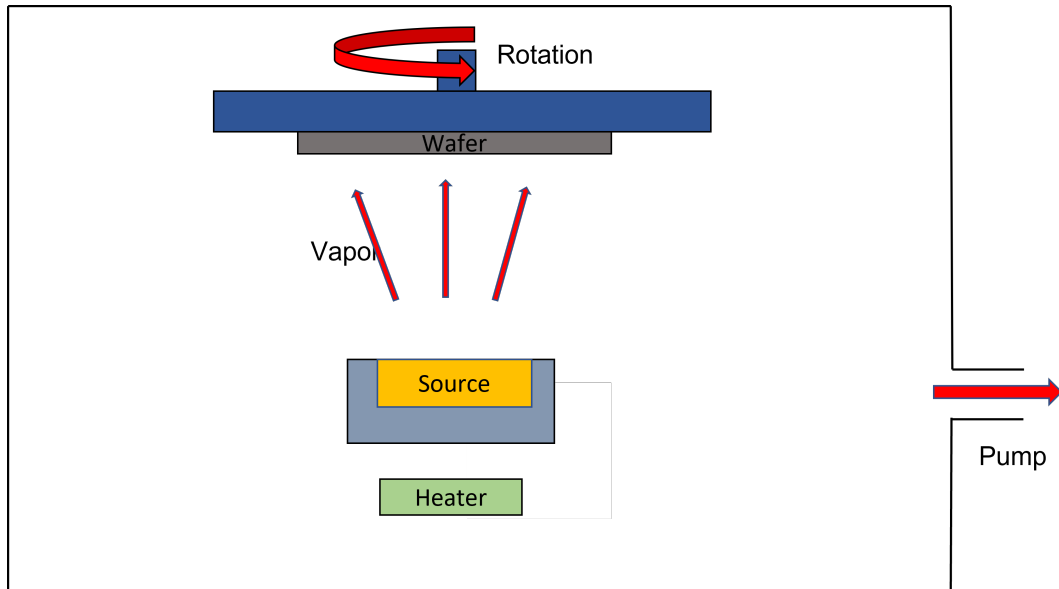 Rotation
Wafer
Vapor
Source
Pump
Heater